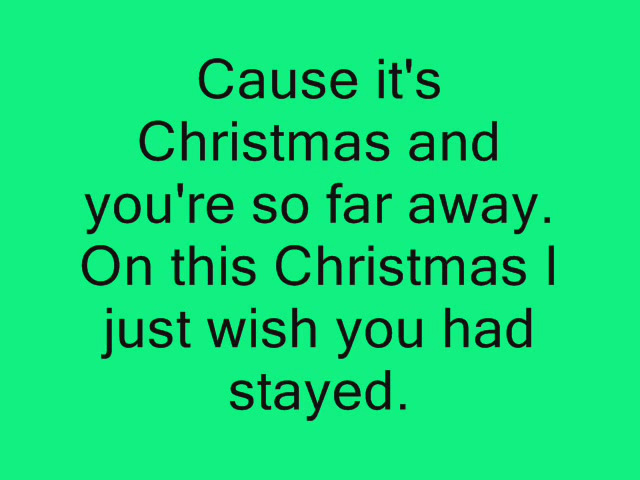 Cause it's
Christmas and
you're so far away.
On this Christmas I
just wish you had
stayed.